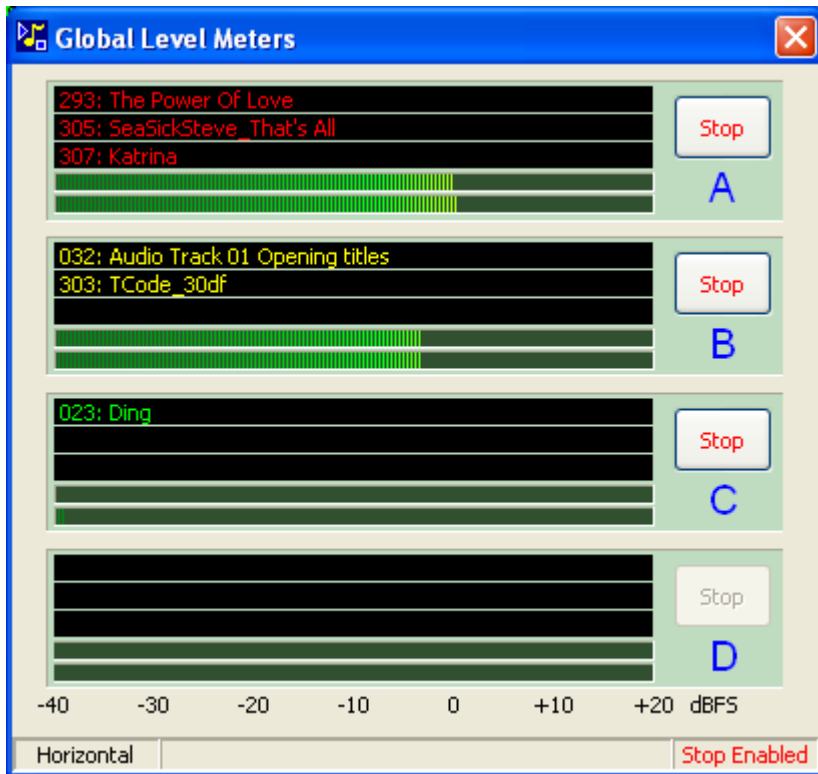 Global Level Meters
293: The Power Of Love
305: SeaSickSteve_That's All
307: Katrina
Stop
A
032: Audio Track 01 Opening titles
303: TCode_30df
Stop
B
023: Ding
Stop
C
Stop
D
-40 -30 -20 -10 0 +10 +20 dBFS
Horizontal Stop Enabled